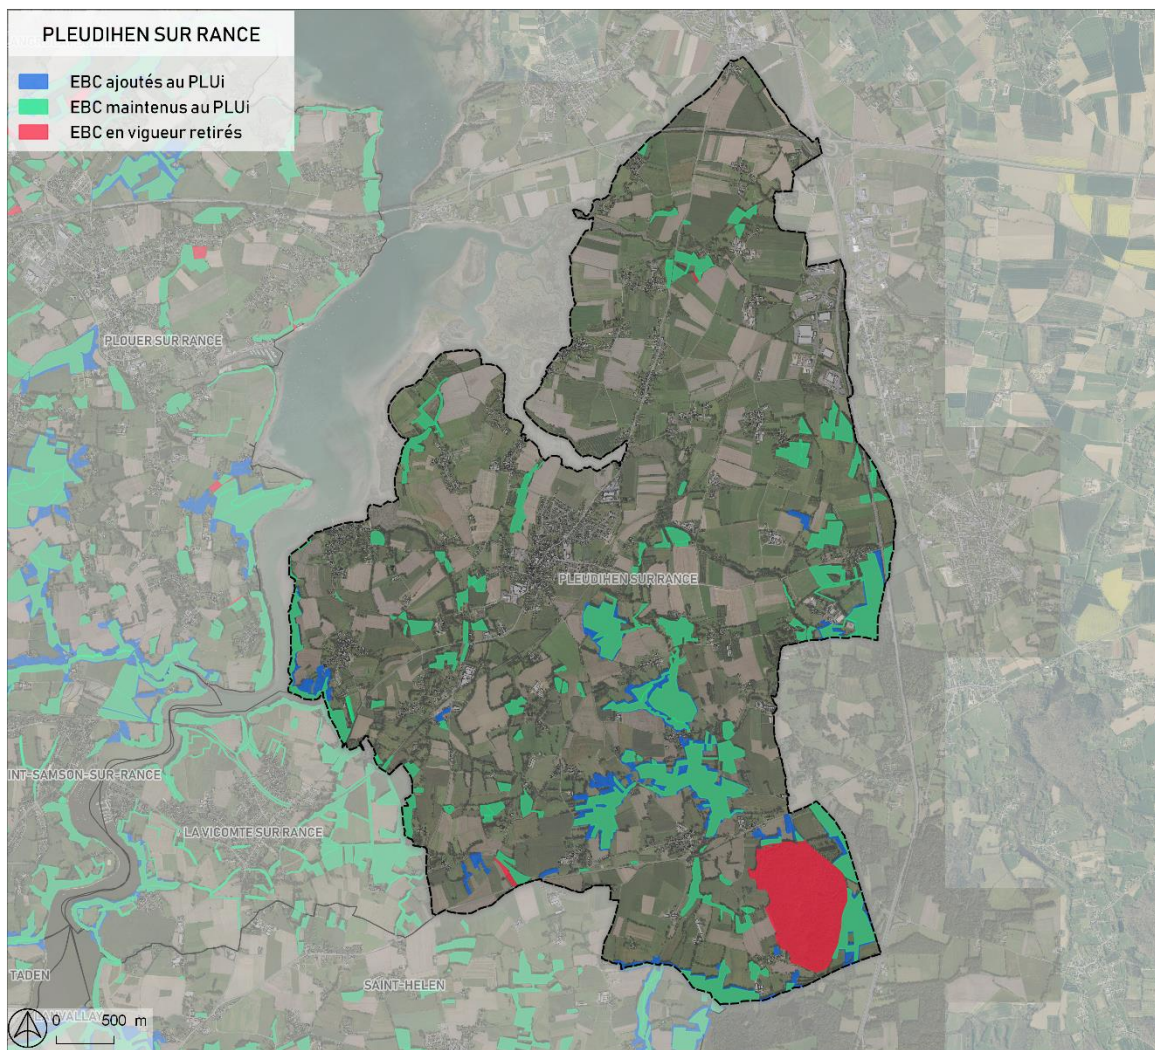 PLEUDIHEN SUR RANCE
EBC ajoutés au PLUi
EBC maintenus au PLUi
EBC en vigueur retirés
PLOUER SUR RANCE
PLEUDIHEN SUR RANCE
INT-SAMSON-SUR-RANCE
LA VICOMTE SUR RANCE
TADEN
SAINT-HELEN
0 500 m